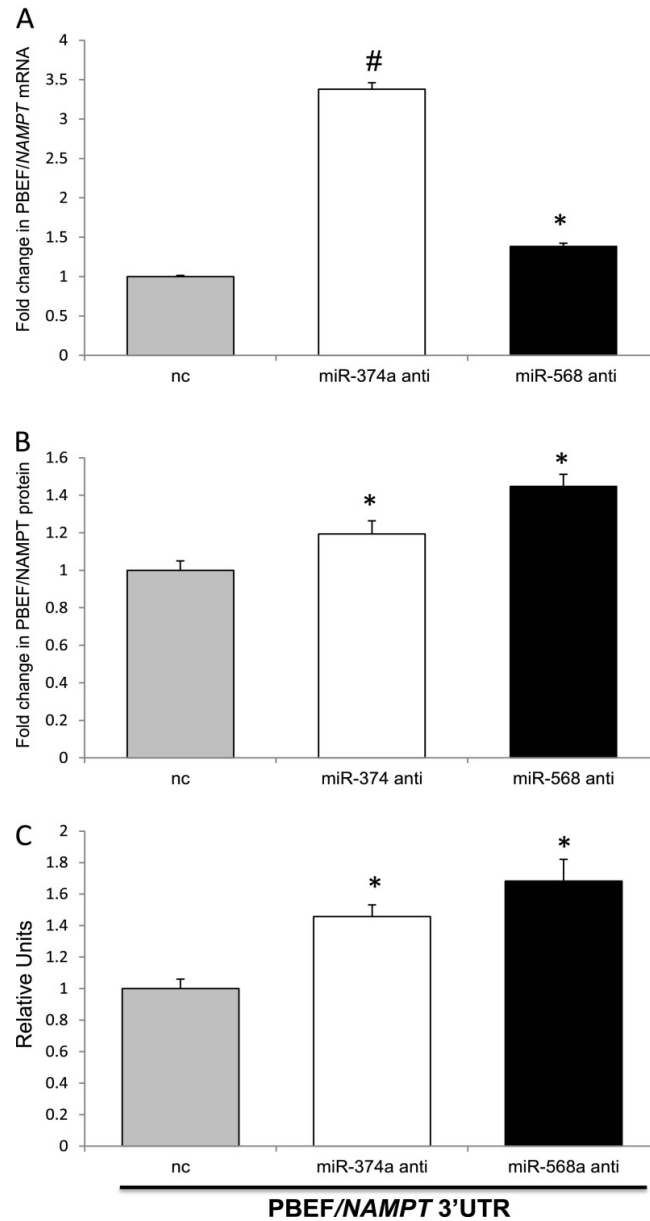 A
Fold change in PBEF/NAMPT mRNA
4
3.5
3
2.5
2
1.5
1
0.5
0
#
*
nc
miR-374a anti
miR-568 anti
B
Fold change in PBEF/NAMPT protein
1.6
1.4
1.2
1
0.8
0.6
0.4
0.2
0
*
*
nc
miR-374 anti
miR-568 anti
C
Relative Units
2
1.8
1.6
1.4
1.2
1
0.8
0.6
0.4
0.2
0
*
*
nc
miR-374a anti
miR-568a anti
PBEF/NAMPT 3'UTR